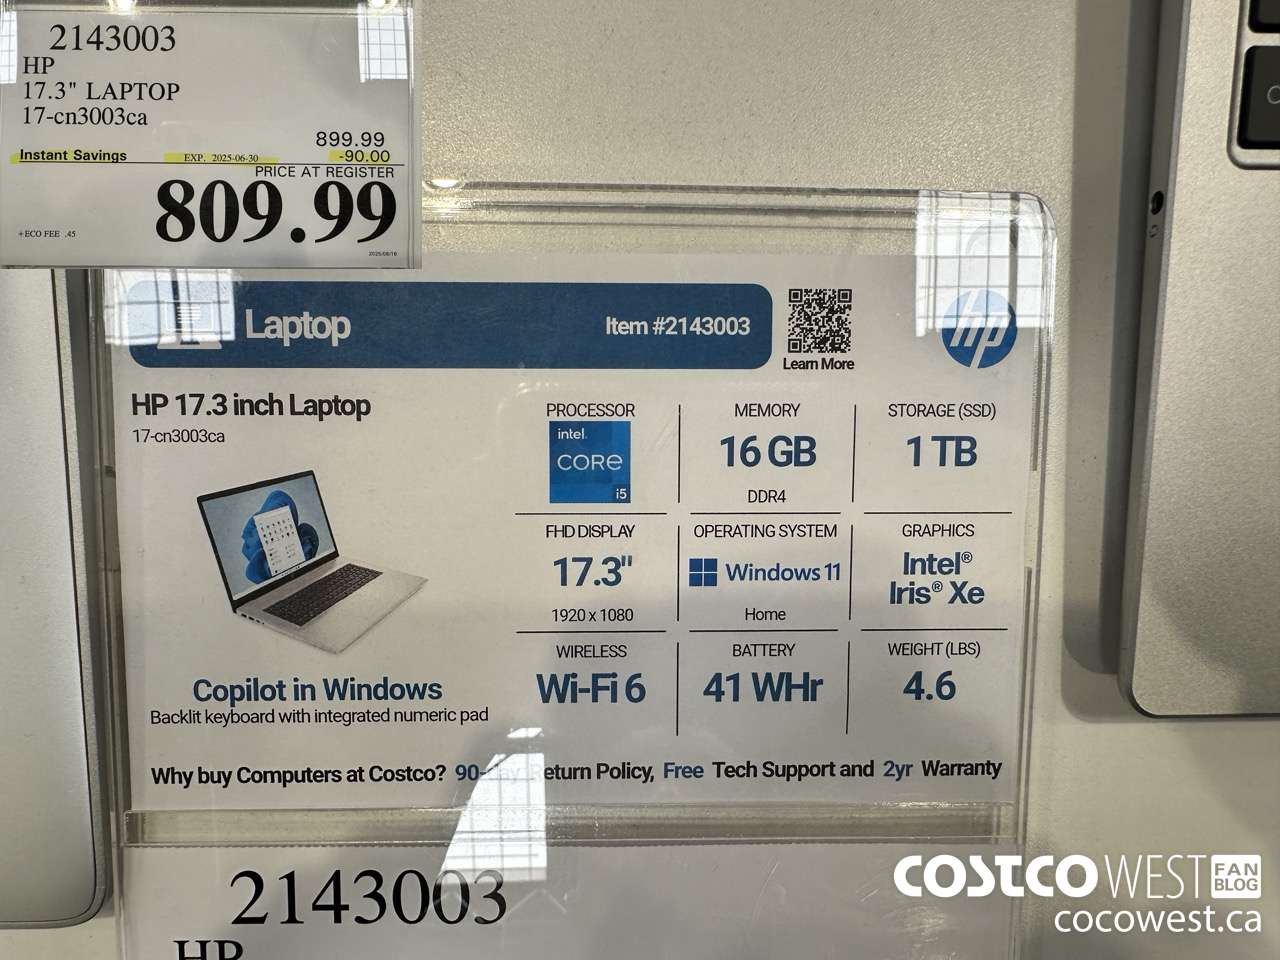 2143003
HP
17.3" LAPTOP
17-cn3003ca
899.99
Instant Savings EXP. 2025-06-30 -90.00
PRICE AT REGISTER
809.99
+ECO FEE .45
Laptop
Item #2143003
Learn More
hp
HP 17.3 inch Laptop
17-cn3003ca
PROCESSOR
intel.
CORE
i5
MEMORY
16 GB
DDR4
STORAGE (SSD)
1 TB
FHD DISPLAY
17.3"
1920 x 1080
OPERATING SYSTEM
Windows 11
Home
GRAPHICS
Intel®
Iris® Xe
WIRELESS
Wi-Fi 6
BATTERY
41 WHr
WEIGHT (LBS)
4.6
Copilot in Windows
Backlit keyboard with integrated numeric pad
Why buy Computers at Costco? 90-day Return Policy, Free Tech Support and 2yr Warranty
2143003
HP
COSTCO WEST FAN BLOG
cocowest.ca